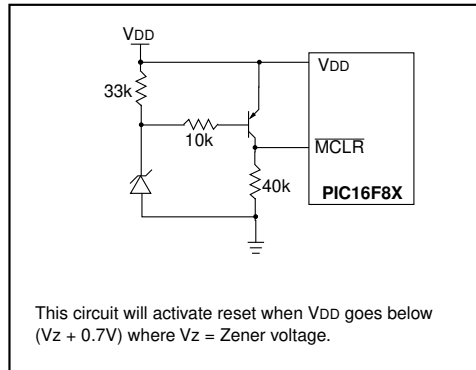 VDD
VDD
33k
10k
MCLR
40k
PIC16F8X
This circuit will activate reset when VDD goes below
(Vz + 0.7V) where Vz = Zener voltage.